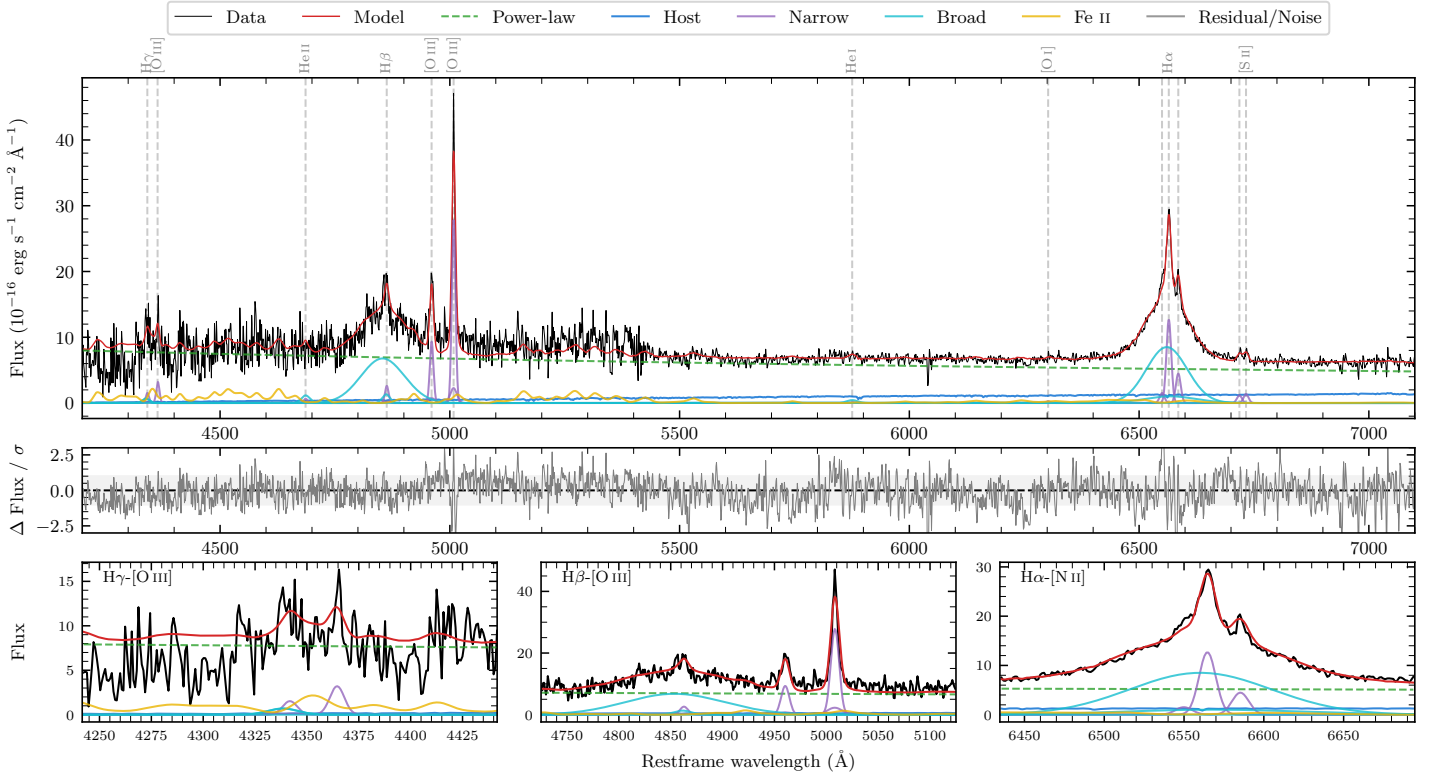 Data Model Power-law Host Narrow Broad Fe II Residual/Noise
Hγ [O III] He II Hβ [O III] [O III] He I [O I] Hα [S II]
Flux (10⁻¹⁶ erg s⁻¹ cm⁻² Å⁻¹)
40
30
20
10
0
4500 5000 5500 6000 6500 7000
Δ Flux / σ
2.5
0.0
−2.5
4500 5000 5500 6000 6500 7000
Flux
Hγ-[O III]
15
10
5
0
4250 4275 4300 4325 4350 4375 4400 4425
Hβ-[O III]
40
20
0
4750 4800 4850 4900 4950 5000 5050 5100
Hα-[N II]
30
20
10
0
6450 6500 6550 6600 6650
Restframe wavelength (Å)